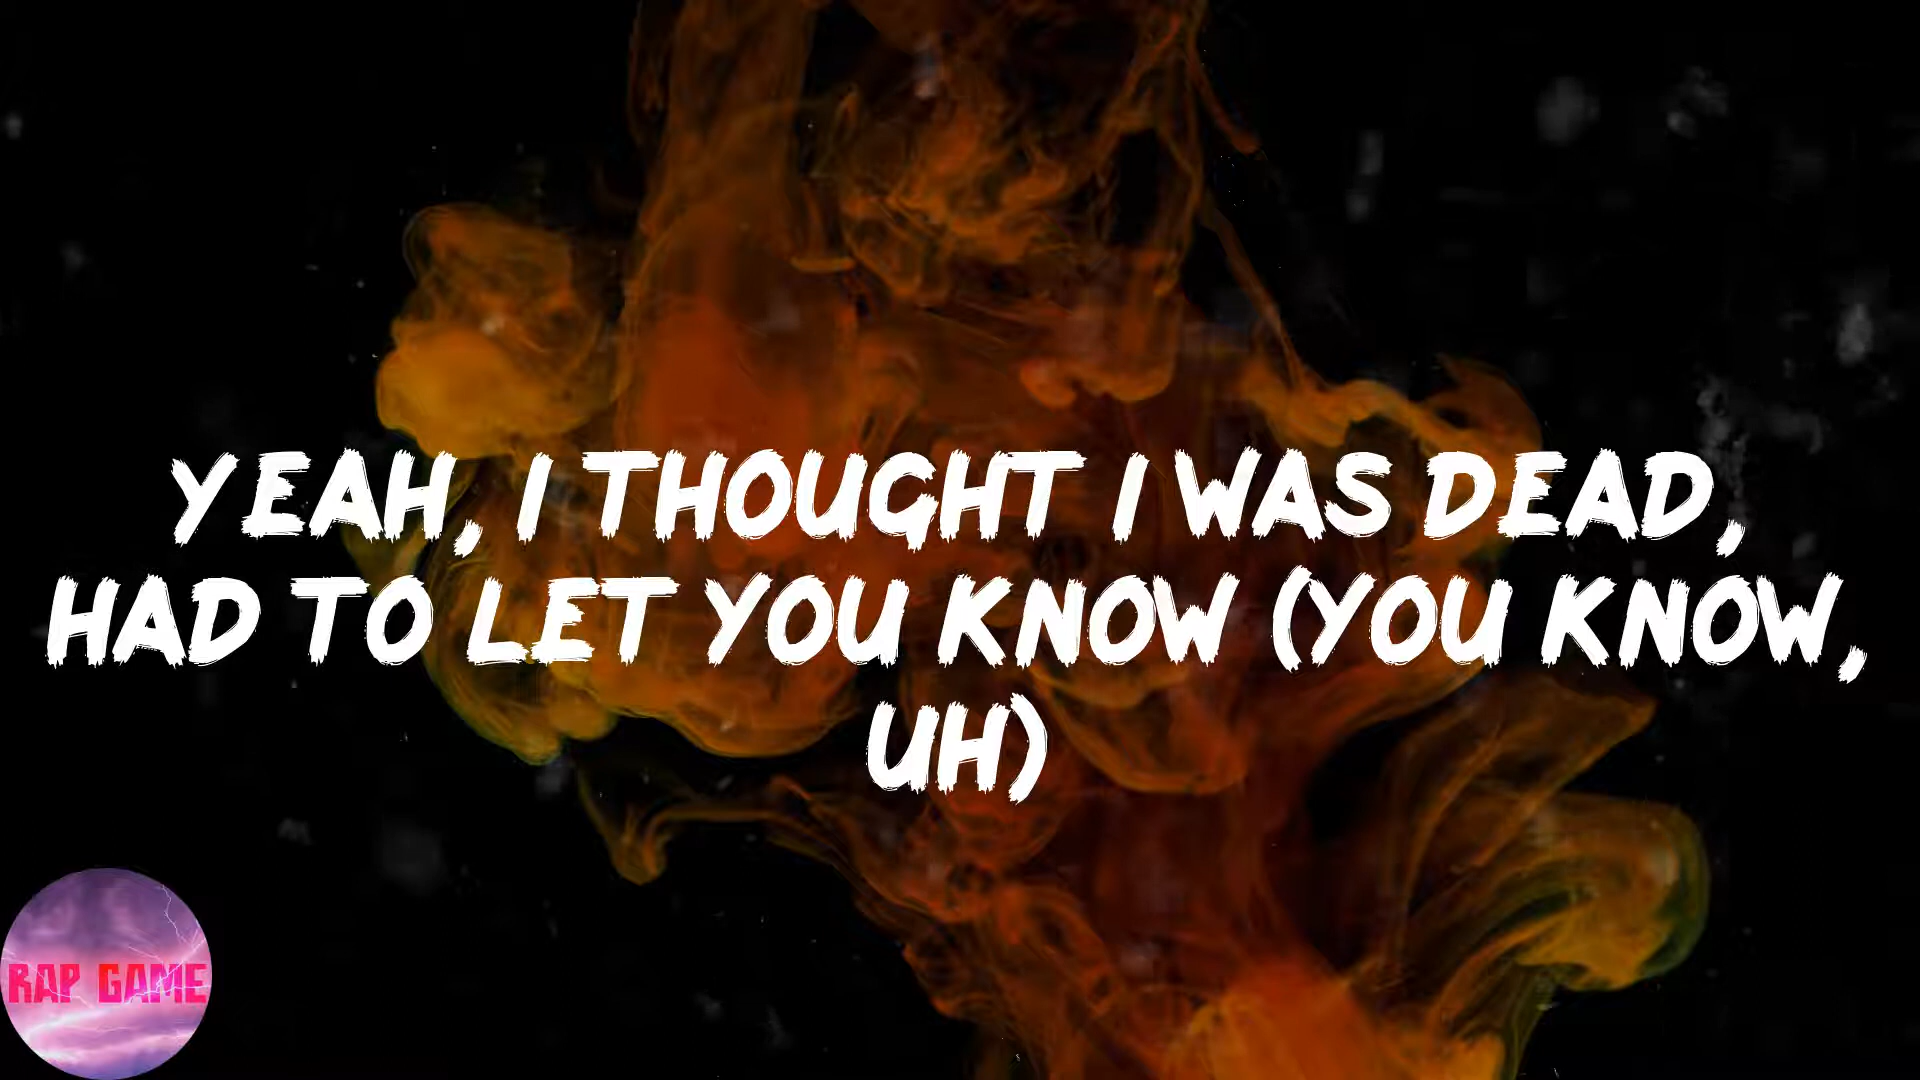 YEAH, I THOUGHT I WAS DEAD,
HAD TO LET YOU KNOW (YOU KNOW,
UH)
RAP GAME